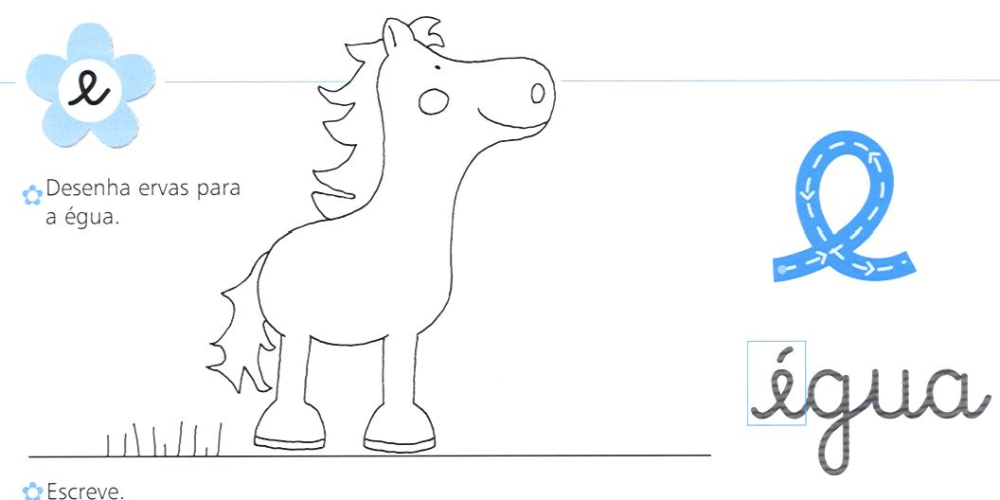 e
Desenha ervas para
a égua.
e
égua
Escreve.